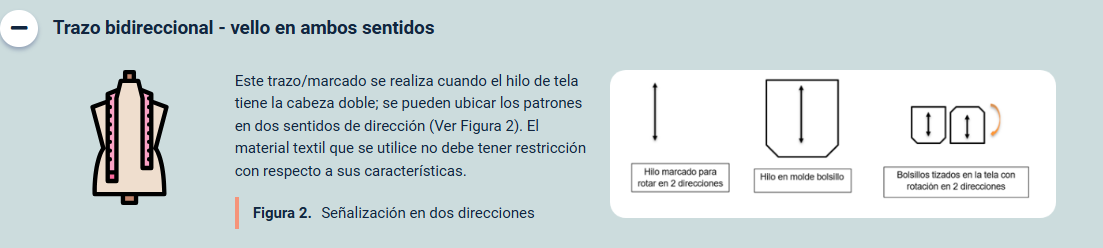 Trazo bidireccional - vello en ambos sentidos
Este trazo/marcado se realiza cuando el hilo de tela
tiene la cabeza doble; se pueden ubicar los patrones
en dos sentidos de dirección (Ver Figura 2). El
material textil que se utilice no debe tener restricción
con respecto a sus características.
Figura 2. Señalización en dos direcciones
Hilo marcado para
rotar en 2 direcciones
Hilo en molde bolsillo
Bolsillos tizados en la tela con
rotación en 2 direcciones